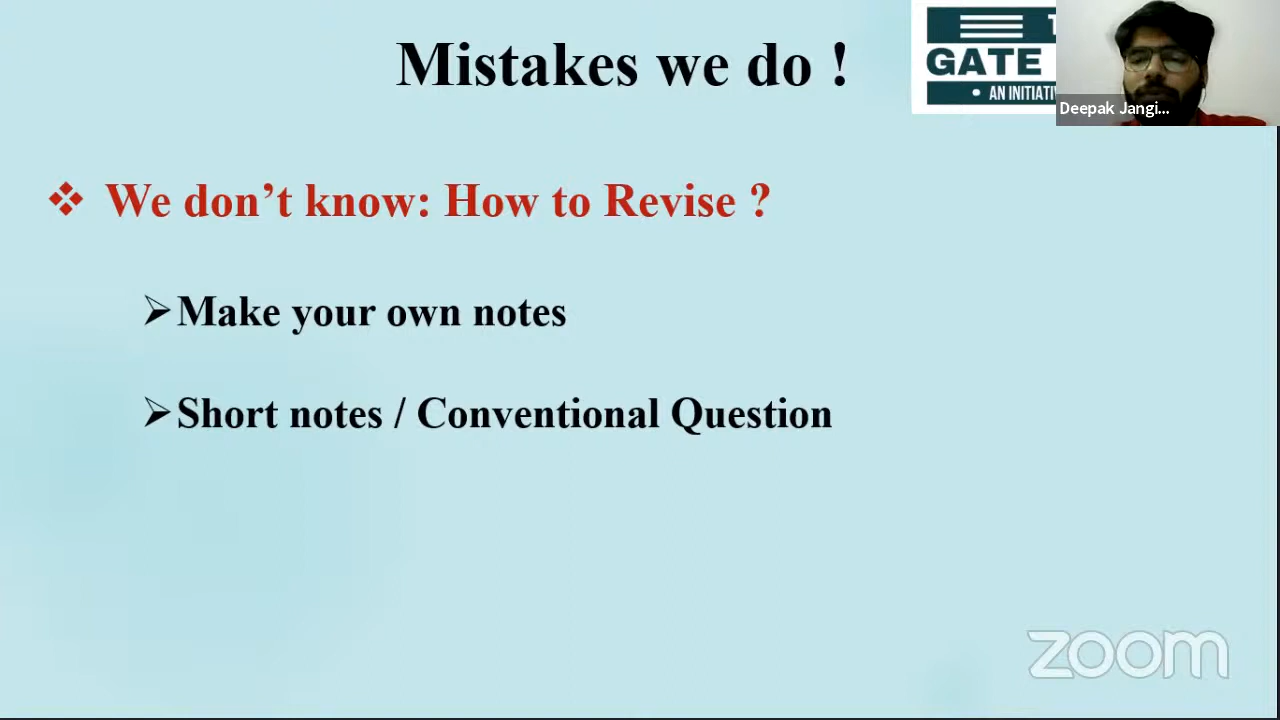 Mistakes we do !
GATE
• AN INITIATIV
Deepak Jangi...
❖ We don’t know: How to Revise ?
➢Make your own notes
➢Short notes / Conventional Question
zoom